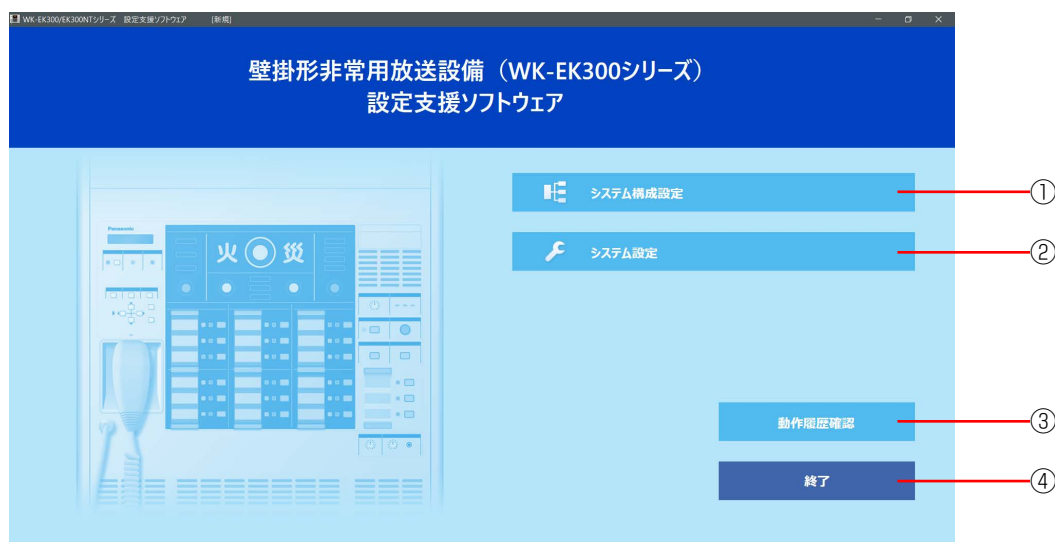 WK-EK300/EK300NTシリーズ 設定支援ソフトウェア [新規]
壁掛形非常用放送設備（WK-EK300シリーズ）
設定支援ソフトウェア
システム構成設定
①
システム設定
②
Panasonic
火災
動作履歴確認
③
終了
④